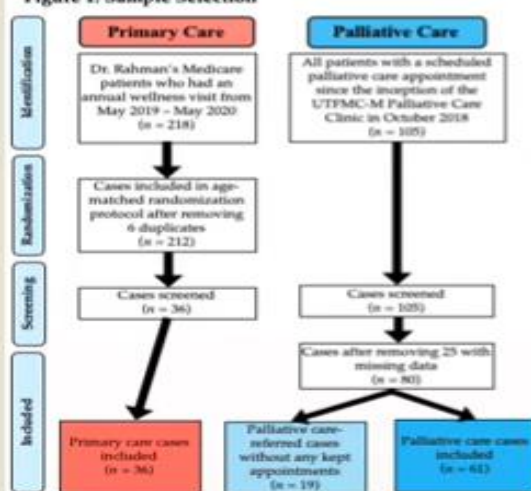 Figure 1. Sample Selection
Primary Care
Palliative Care
Identification
Dr. Rahman's Medicare
patients who had an
annual wellness visit from
May 2019 – May 2020
(n = 218)
All patients with a scheduled
palliative care appointment
since the inception of the
UTFMC-M Palliative Care
Clinic in October 2018
(n = 105)
Randomization
Cases included in age-
matched randomization
protocol after removing
6 duplicates
(n = 212)
Screening
Cases screened
(n = 36)
Cases screened
(n = 105)
Cases after removing 25 with
missing data
(n = 80)
Included
Primary care cases
included
(n = 36)
Palliative care-
referred cases
without any kept
appointments
(n = 19)
Palliative care cases
included
(n = 61)